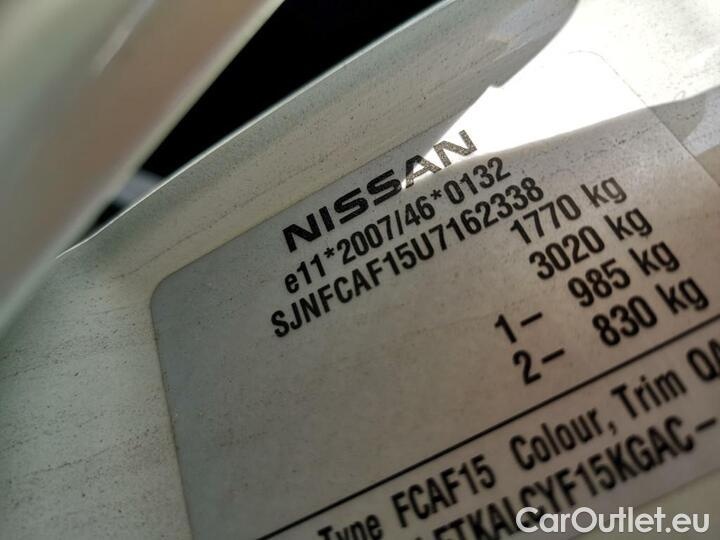 NISSAN
e11*2007/46*0132
SJNFCAF15U7162338
1770 kg
3020 kg
1– 985 kg
2– 830 kg
Type FCAF15 Colour, Trim QA
CarOutlet.eu